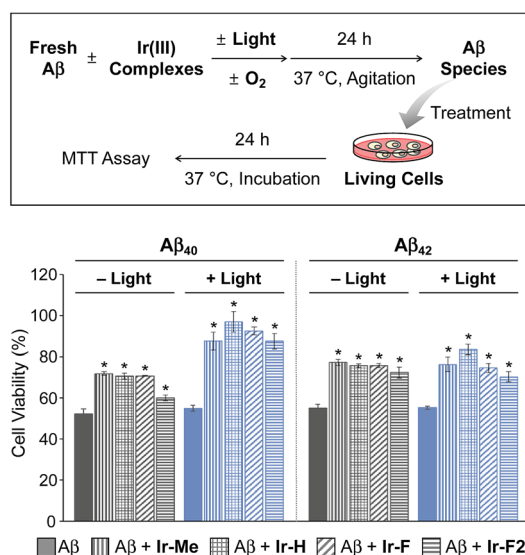 Fresh Aβ ± Ir(III) Complexes
± Light
± O₂
24 h
37 °C, Agitation
Aβ Species
Treatment
Living Cells
24 h
37 °C, Incubation
MTT Assay
Aβ₄₀ Aβ₄₂
– Light + Light – Light + Light
Cell Viability (%)
120
100
80
60
40
20
0
* * * * * * * * * * * * * * * *
Aβ Aβ + Ir-Me Aβ + Ir-H Aβ + Ir-F Aβ + Ir-F2